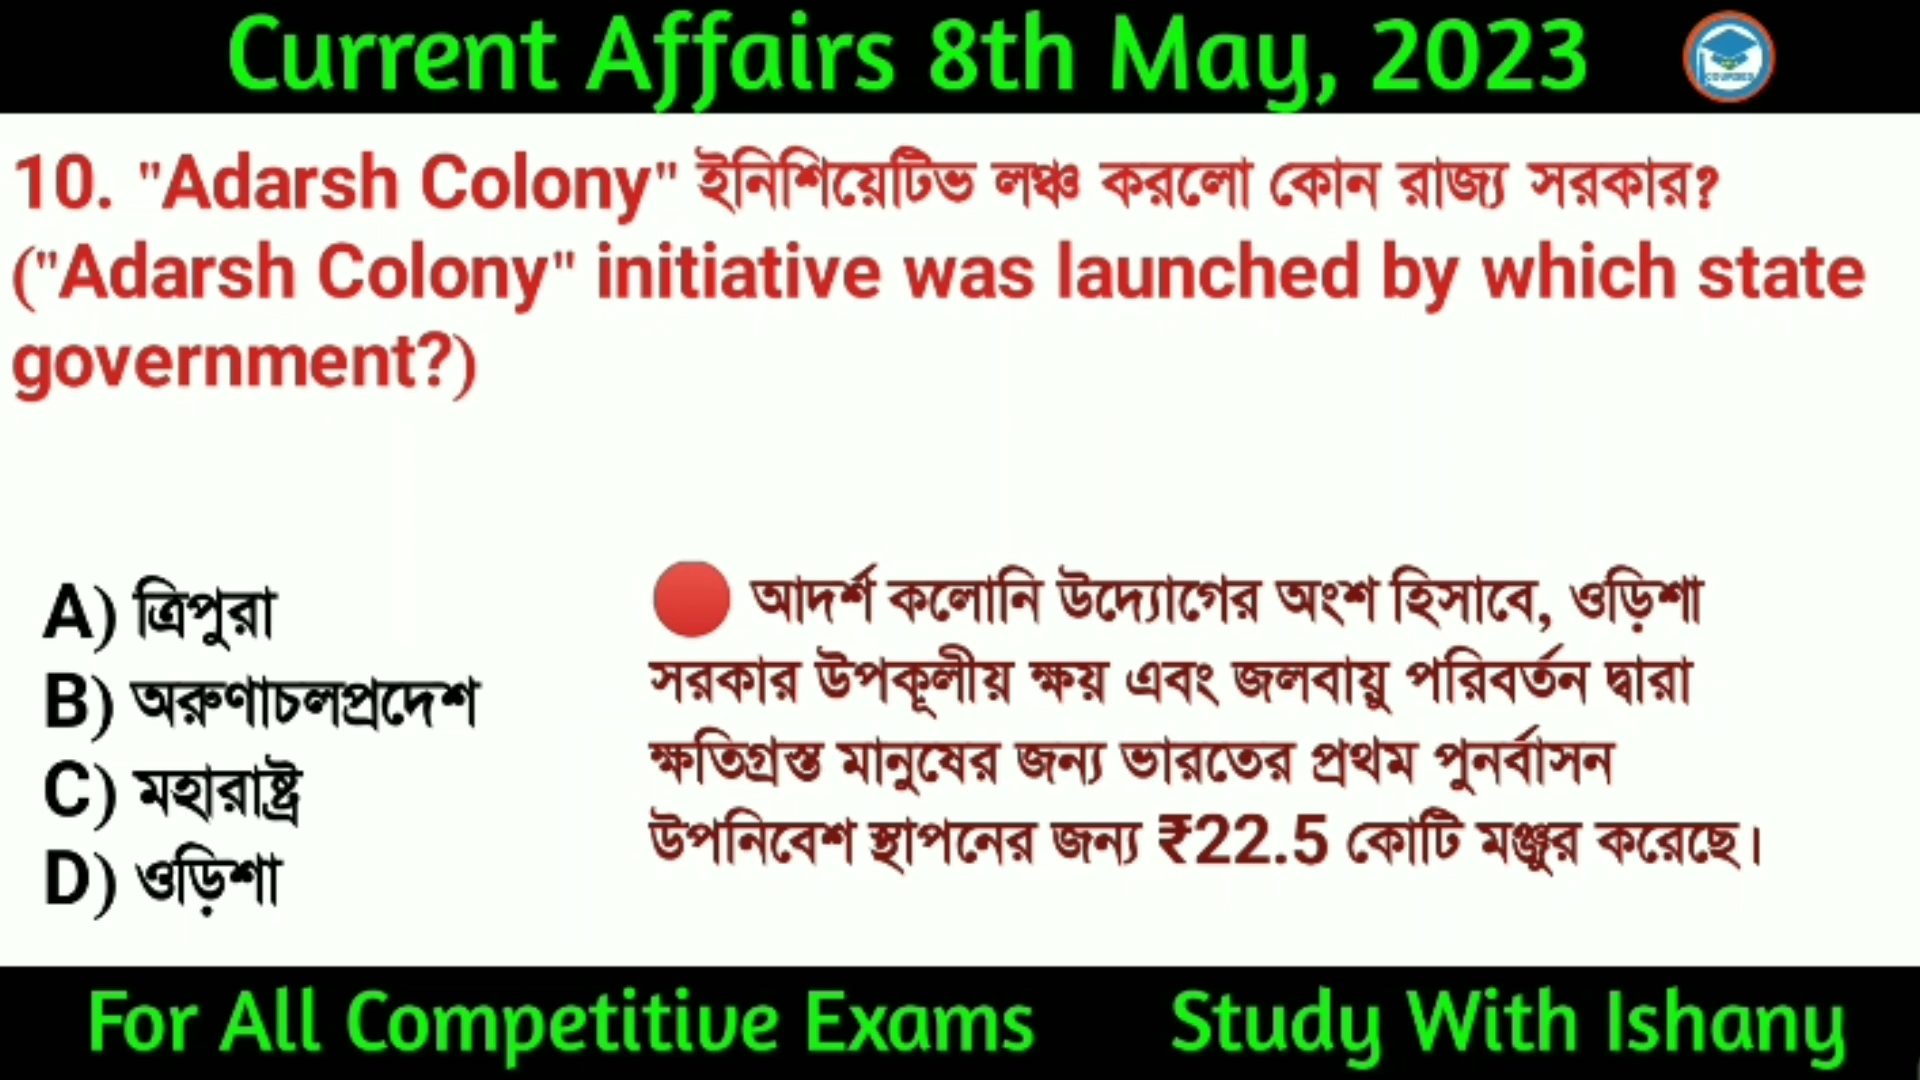 Current Affairs 8th May, 2023
COURSES
10. "Adarsh Colony" ইনিশিয়েটিভ লঞ্চ করলো কোন রাজ্য সরকার?
("Adarsh Colony" initiative was launched by which state
government?)
A) ত্রিপুরা
B) অরুণাচলপ্রদেশ
C) মহারাষ্ট্র
D) ওড়িশা
আদর্শ কলোনি উদ্যোগের অংশ হিসাবে, ওড়িশা
সরকার উপকূলীয় ক্ষয় এবং জলবায়ু পরিবর্তন দ্বারা
ক্ষতিগ্রস্ত মানুষের জন্য ভারতের প্রথম পুনর্বাসন
উপনিবেশ স্থাপনের জন্য ₹22.5 কোটি মঞ্জুর করেছে।
For All Competitive Exams Study With Ishany